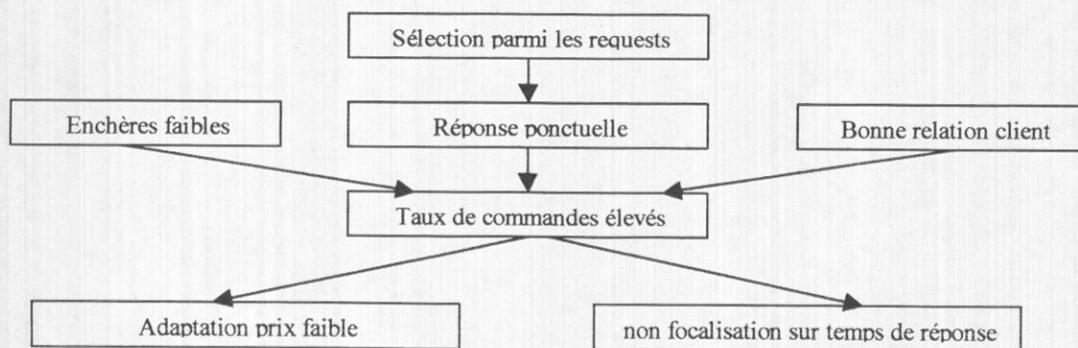 Sélection parmi les requests
Enchères faibles
Réponse ponctuelle
Bonne relation client
Taux de commandes élevés
Adaptation prix faible
non focalisation sur temps de réponse